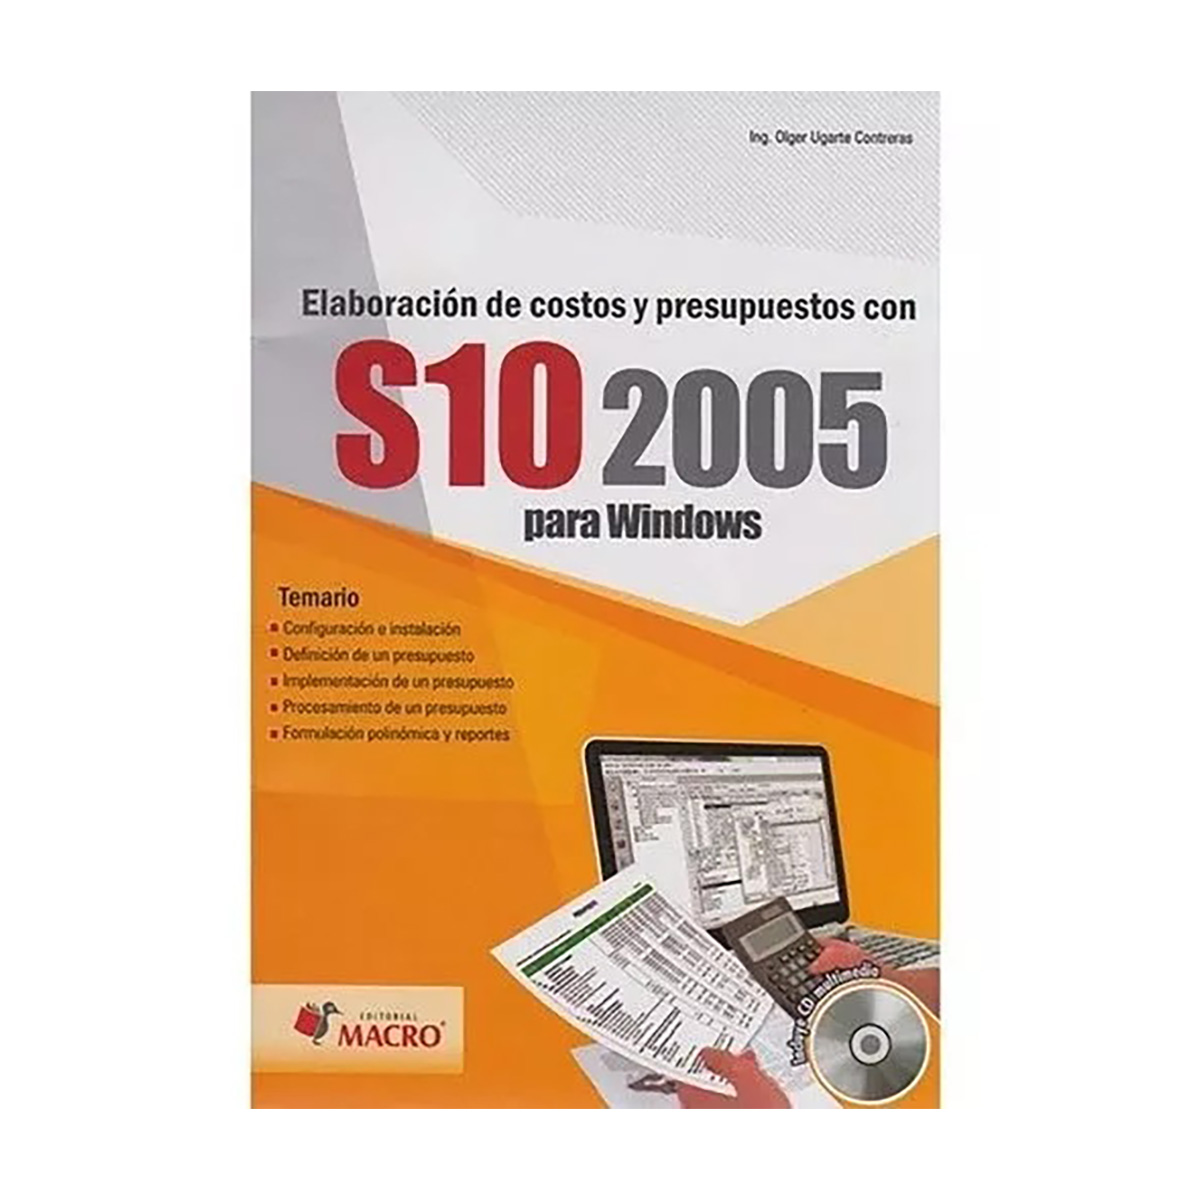 Ing. Olger Ugarte Contreras
Elaboración de costos y presupuestos con
S10 2005
para Windows
Temario
Configuración e instalación
Definición de un presupuesto
Implementación de un presupuesto
Procesamiento de un presupuesto
Formulación polinómica y reportes
Incluye CD multimedia
EDITORIAL
MACRO®